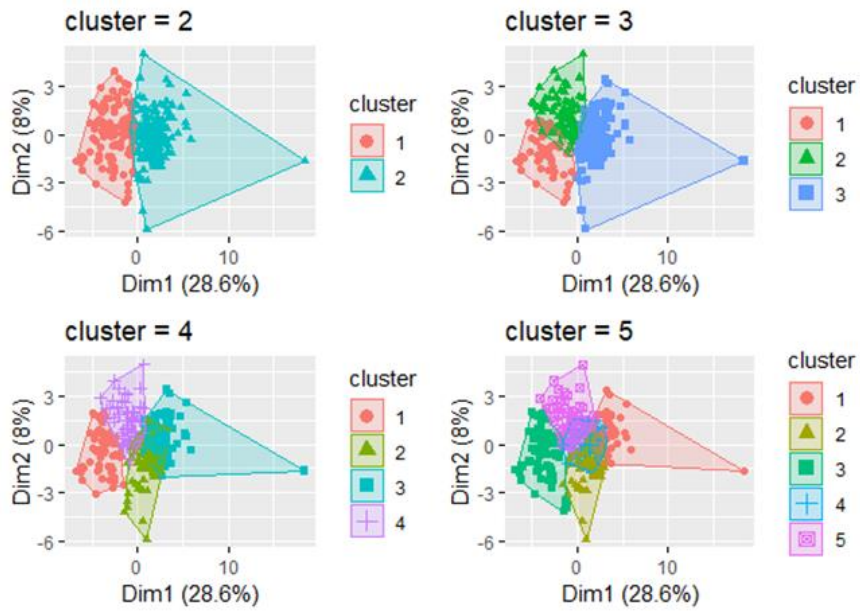 cluster = 2
3
0
-3
-6
0
10
Dim2 (8%)
Dim1 (28.6%)
cluster
1
2
cluster = 3
3
0
-3
-6
0
10
Dim2 (8%)
Dim1 (28.6%)
cluster
1
2
3
cluster = 4
3
0
-3
-6
0
10
Dim2 (8%)
Dim1 (28.6%)
cluster
1
2
3
4
cluster = 5
3
0
-3
-6
0
10
Dim2 (8%)
Dim1 (28.6%)
cluster
1
2
3
4
5